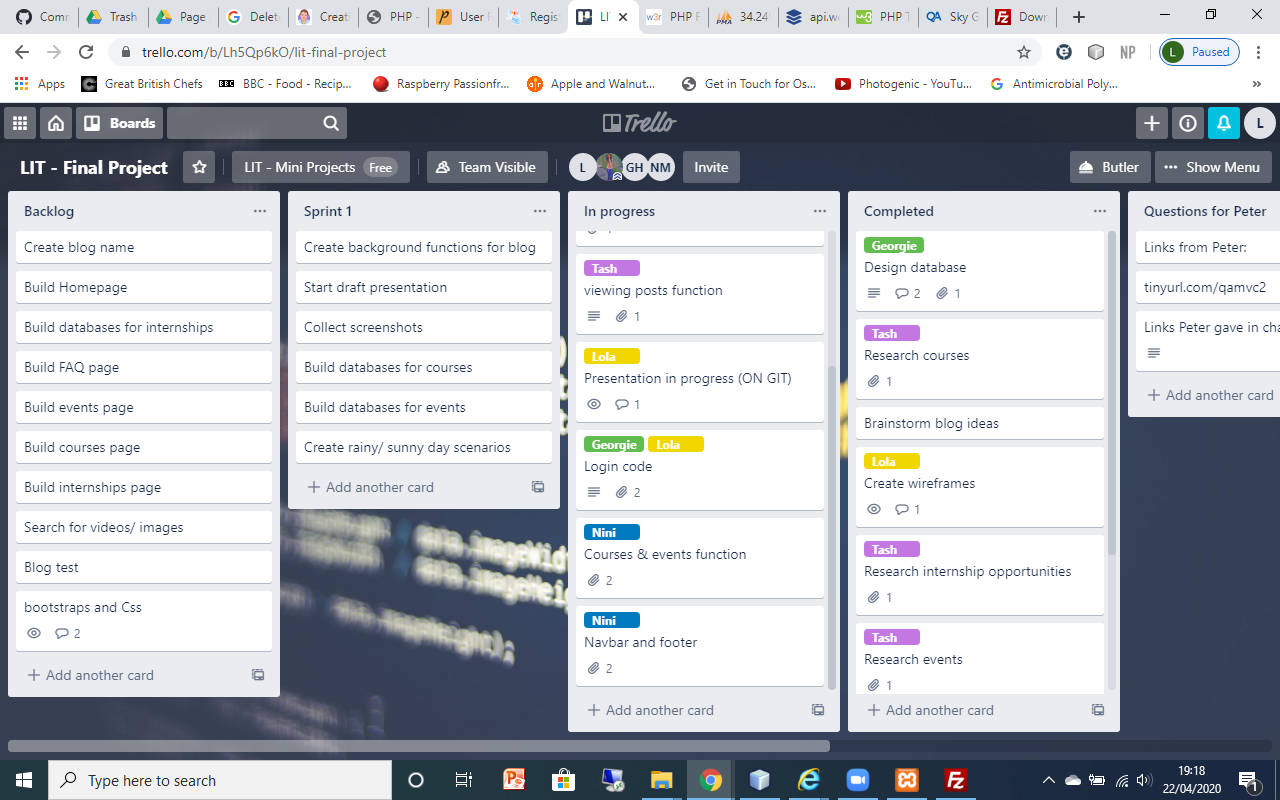 Comm
Trash
Page
Delet
Creat
PHP -
User I
Regis
LI
PHP F
34.24
api.we
PHP T
Sky G
Dowr
trello.com/b/Lh5Qp6kO/lit-final-project
NP
L
Paused
Apps
Great British Chefs
BBC - Food - Recip...
Raspberry Passionfr...
Apple and Walnut...
Get in Touch for Os...
Photogenic - YouTu...
Antimicrobial Poly...
»
Boards
Trello
L
LIT - Final Project
LIT - Mini Projects Free
Team Visible
L
GH
NM
Invite
Butler
Show Menu
Backlog
Create blog name
Build Homepage
Build databases for internships
Build FAQ page
Build events page
Build courses page
Build internships page
Search for videos/ images
Blog test
bootstraps and Css
2
+ Add another card
Sprint 1
Create background functions for blog
Start draft presentation
Collect screenshots
Build databases for courses
Build databases for events
Create rainy/ sunny day scenarios
+ Add another card
In progress
Tash
viewing posts function
1
Lola
Presentation in progress (ON GIT)
1
Georgie Lola
Login code
2
Nini
Courses & events function
2
Nini
Navbar and footer
2
+ Add another card
Completed
Georgie
Design database
2 1
Tash
Research courses
1
Brainstorm blog ideas
Lola
Create wireframes
1
Tash
Research internship opportunities
1
Tash
Research events
1
+ Add another card
Questions for Peter
Links from Peter:
tinyurl.com/qamvc2
Links Peter gave in cha
+ Add another card
Type here to search
19:18
22/04/2020
1